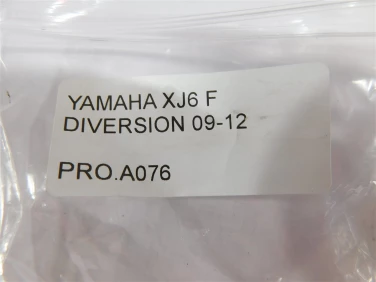 YAMAHA XJ6 F
DIVERSION 09-12
PRO.A076